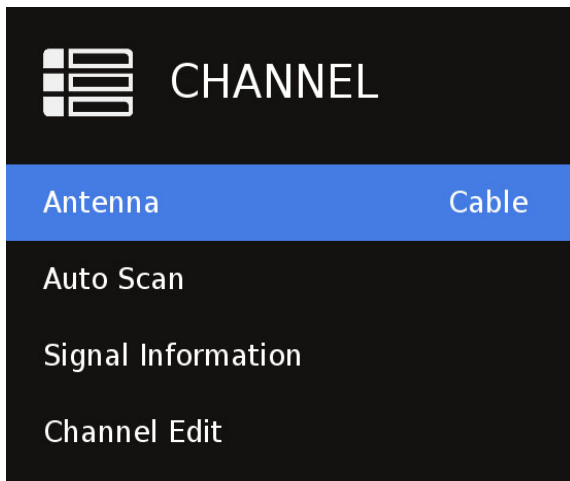 CHANNEL
Antenna Cable
Auto Scan
Signal Information
Channel Edit